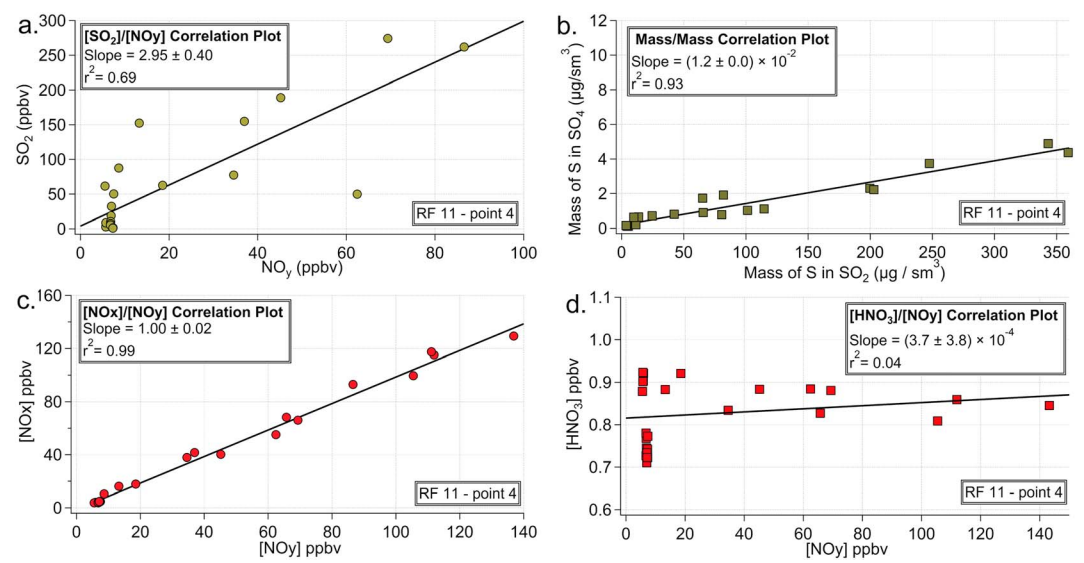 a.
[SO2]/[NOy] Correlation Plot
Slope = 2.95 ± 0.40
r2= 0.69
SO2 (ppbv)
300
250
200
150
100
50
0
0 20 40 60 80 100
NOy (ppbv)
RF 11 - point 4
b.
Mass/Mass Correlation Plot
Slope = (1.2 ± 0.0) × 10-2
r2= 0.93
Mass of S in SO4 (µg/sm3)
12
10
8
6
4
2
0
0 50 100 150 200 250 300 350
Mass of S in SO2 (µg / sm3)
RF 11 - point 4
c.
[NOx]/[NOy] Correlation Plot
Slope = 1.00 ± 0.02
r2= 0.99
[NOx] ppbv
160
120
80
40
0
0 20 40 60 80 100 120 140
[NOy] ppbv
RF 11 - point 4
d.
[HNO3]/[NOy] Correlation Plot
Slope = (3.7 ± 3.8) × 10-4
r2= 0.04
[HNO3] ppbv
1.1
1.0
0.9
0.8
0.7
0.6
0 20 40 60 80 100 120 140
[NOy] ppbv
RF 11 - point 4